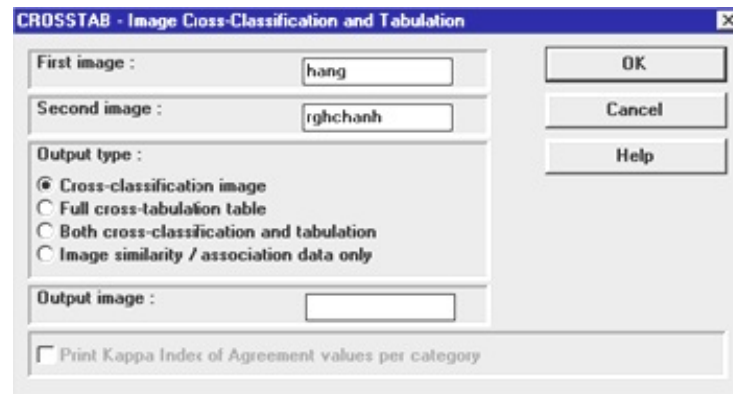 CROSSTAB - Image Cross-Classification and Tabulation
First image :
hang
OK
Second image :
rghchanh
Cancel
Output type :
Help
Cross-classification image
Full cross-tabulation table
Both cross-classification and tabulation
Image similarity / association data only
Output image :
Print Kappa Index of Agreement values per category